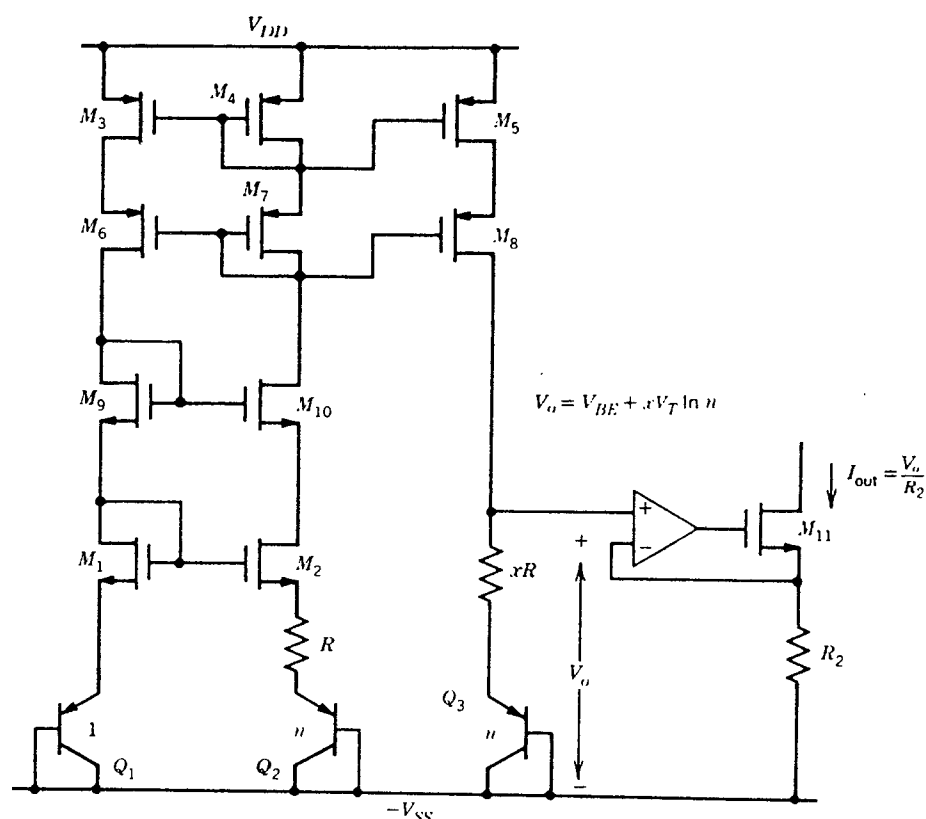 V_DD
M_3
M_4
M_5
M_6
M_7
M_8
M_9
M_10
V_o = V_BE + xV_T ln n
I_out = V_o/R_2
+
−
+
M_11
M_1
M_2
xR
R
V_o
R_2
Q_3
1
n
n
Q_1
Q_2
−
−V_SS